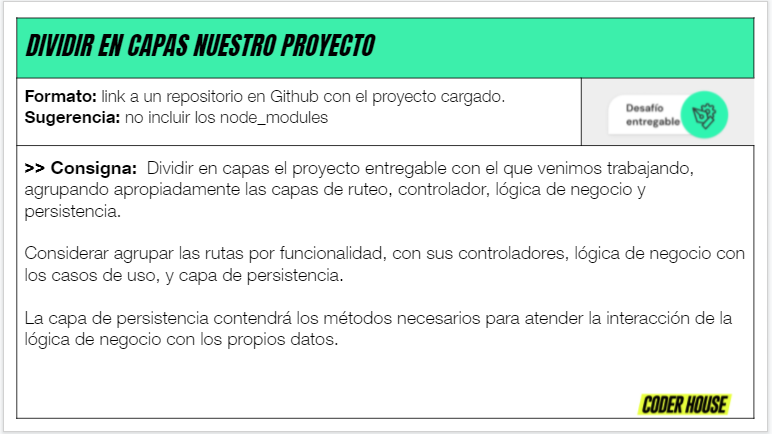 DIVIDIR EN CAPAS NUESTRO PROYECTO
Formato: link a un repositorio en Github con el proyecto cargado.
Sugerencia: no incluir los node_modules
Desafío
entregable
>> Consigna: Dividir en capas el proyecto entregable con el que venimos trabajando,
agrupando apropiadamente las capas de ruteo, controlador, lógica de negocio y
persistencia.
Considerar agrupar las rutas por funcionalidad, con sus controladores, lógica de negocio con
los casos de uso, y capa de persistencia.
La capa de persistencia contendrá los métodos necesarios para atender la interacción de la
lógica de negocio con los propios datos.
CODER HOUSE